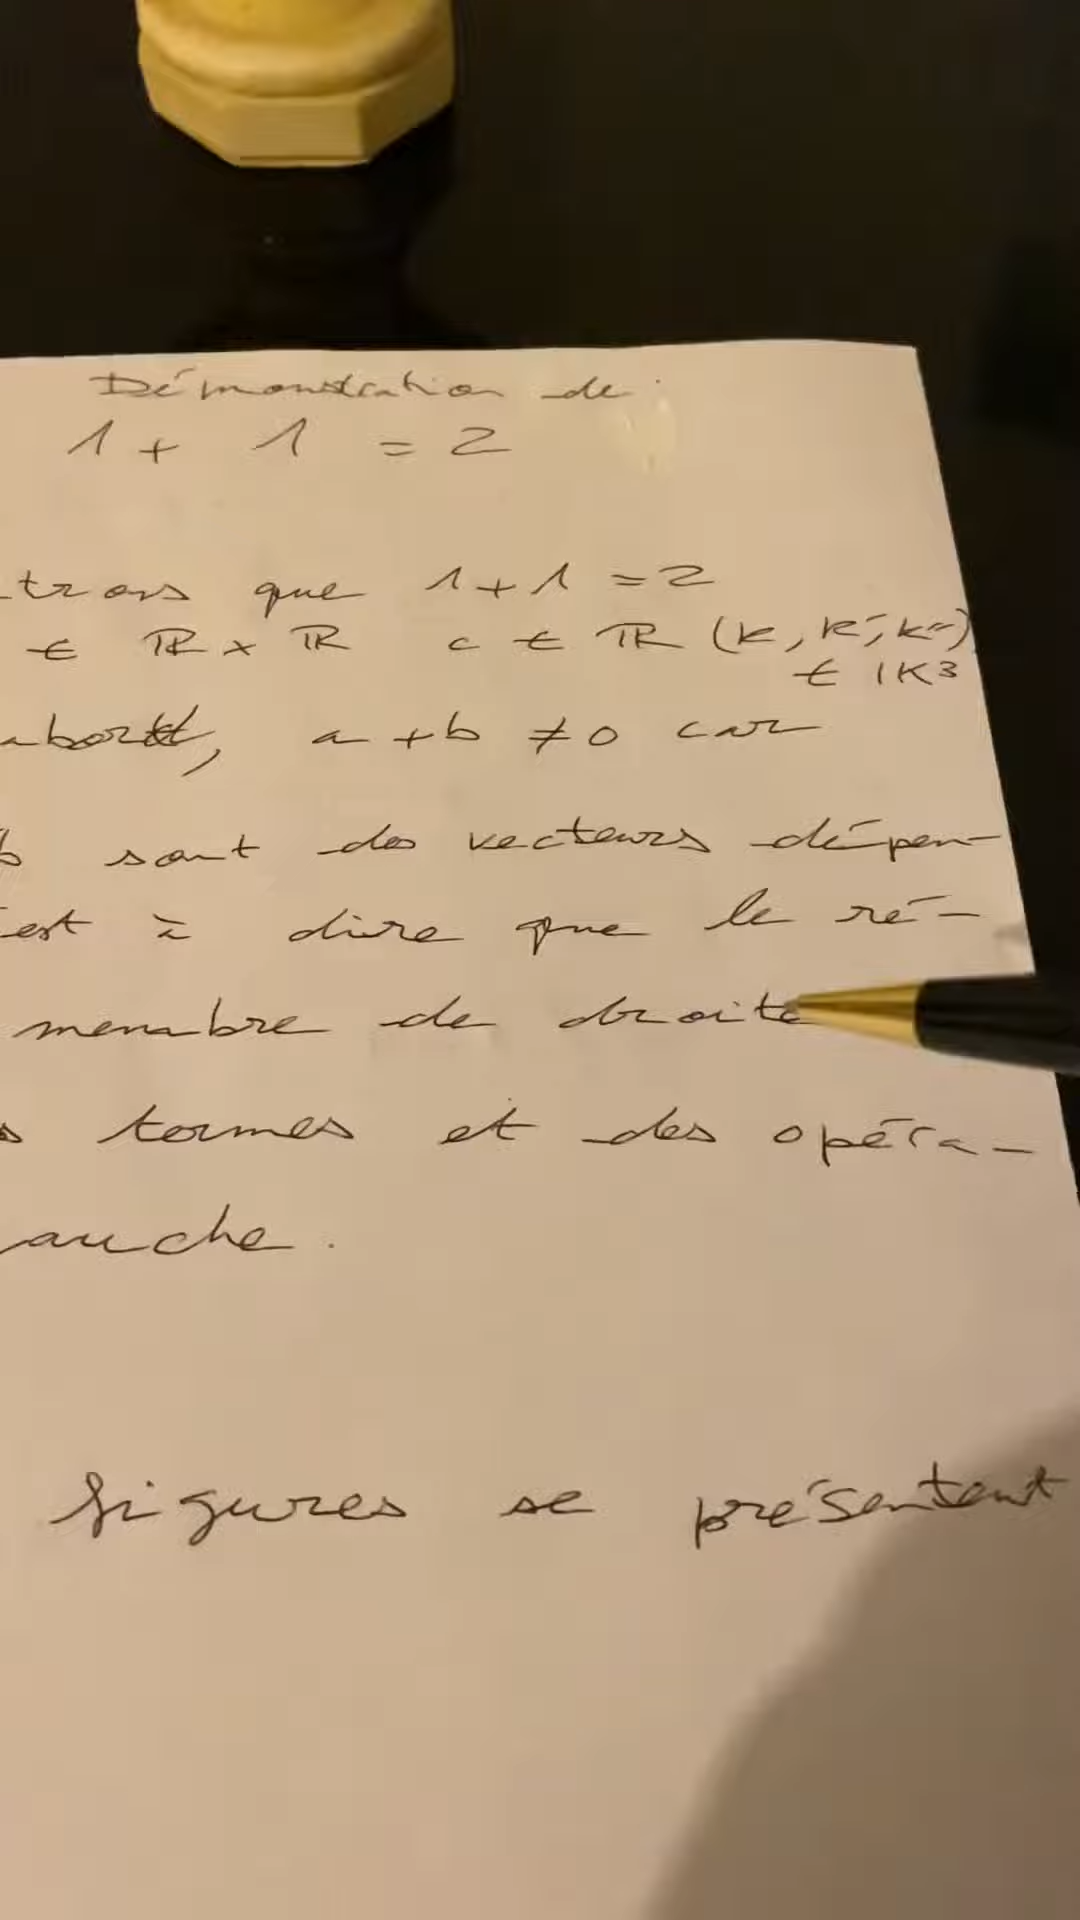 Démonstration de :
1 + 1 = 2
trons que 1 + 1 = 2
∈ ℝ × ℝ c ∈ ℝ (k, k', k'')
∈ 𝕂3
abord, a + b ≠ 0 car
b sont des vecteurs dépen-
est à dire que le ré-
membre de droite
s termes et des opéra-
auche.
figures se présentent